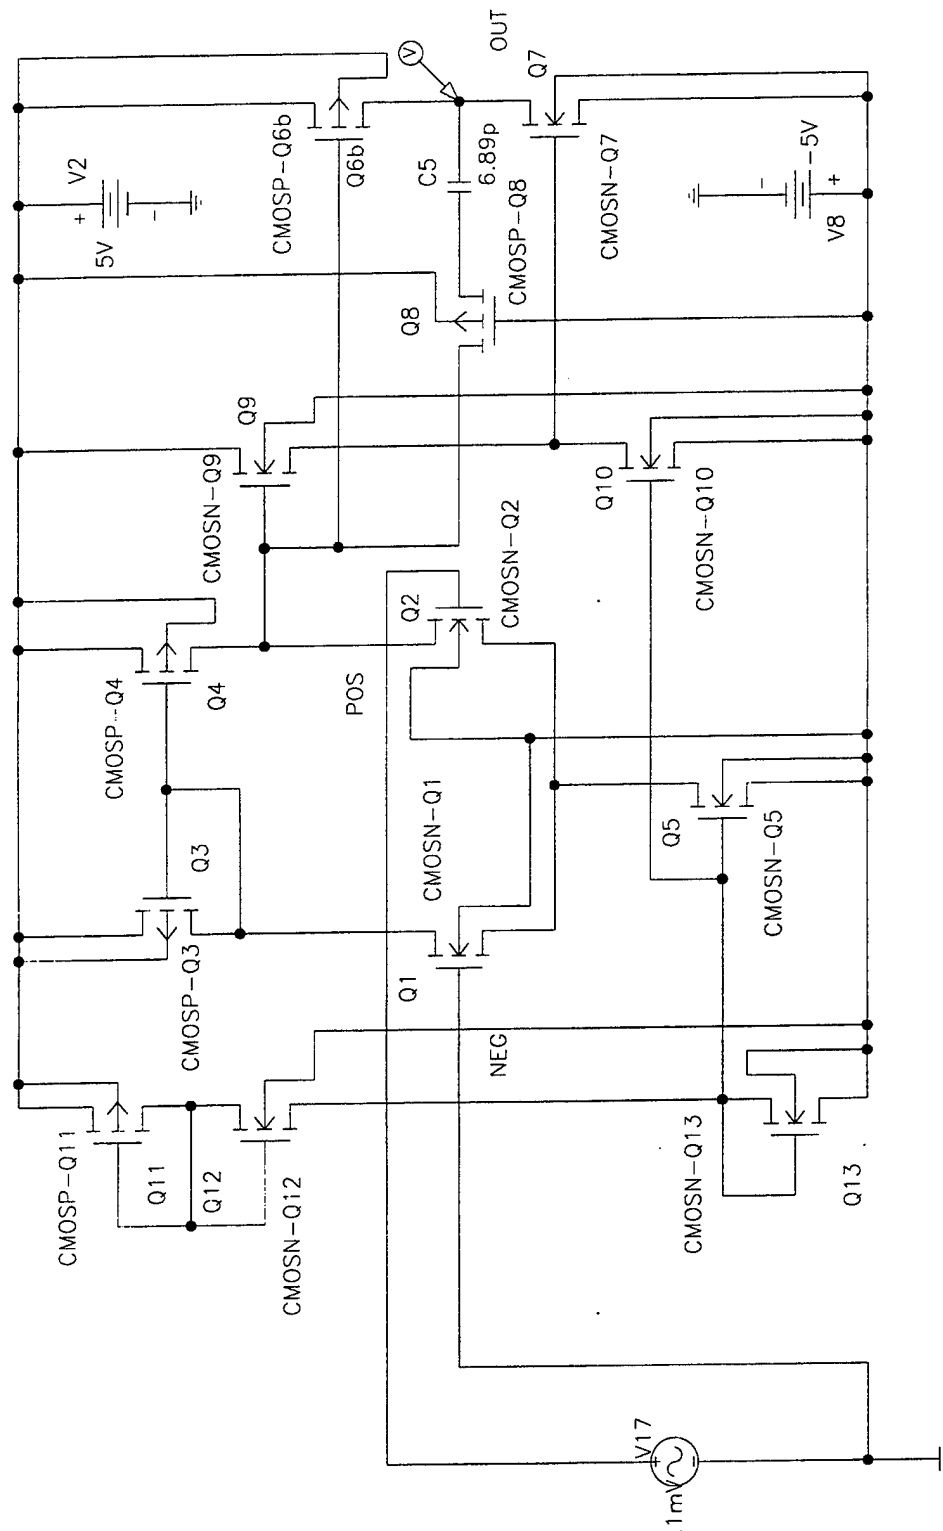 OUT
V2
+
-
5V
CMOSP-Q6b
Q6b
V
C5
6.89p
Q7
CMOSN-Q7
-5V
-
+
V8
Q8
CMOSP-Q8
Q9
CMOSN-Q9
Q10
CMOSN-Q10
Q2
CMOSN-Q2
CMOSP-Q4
Q4
POS
CMOSN-Q1
Q1
Q3
CMOSP-Q3
Q5
CMOSN-Q5
NEG
CMOSP-Q11
Q11
Q12
CMOSN-Q12
CMOSN-Q13
Q13
V17
+
-
.1mV